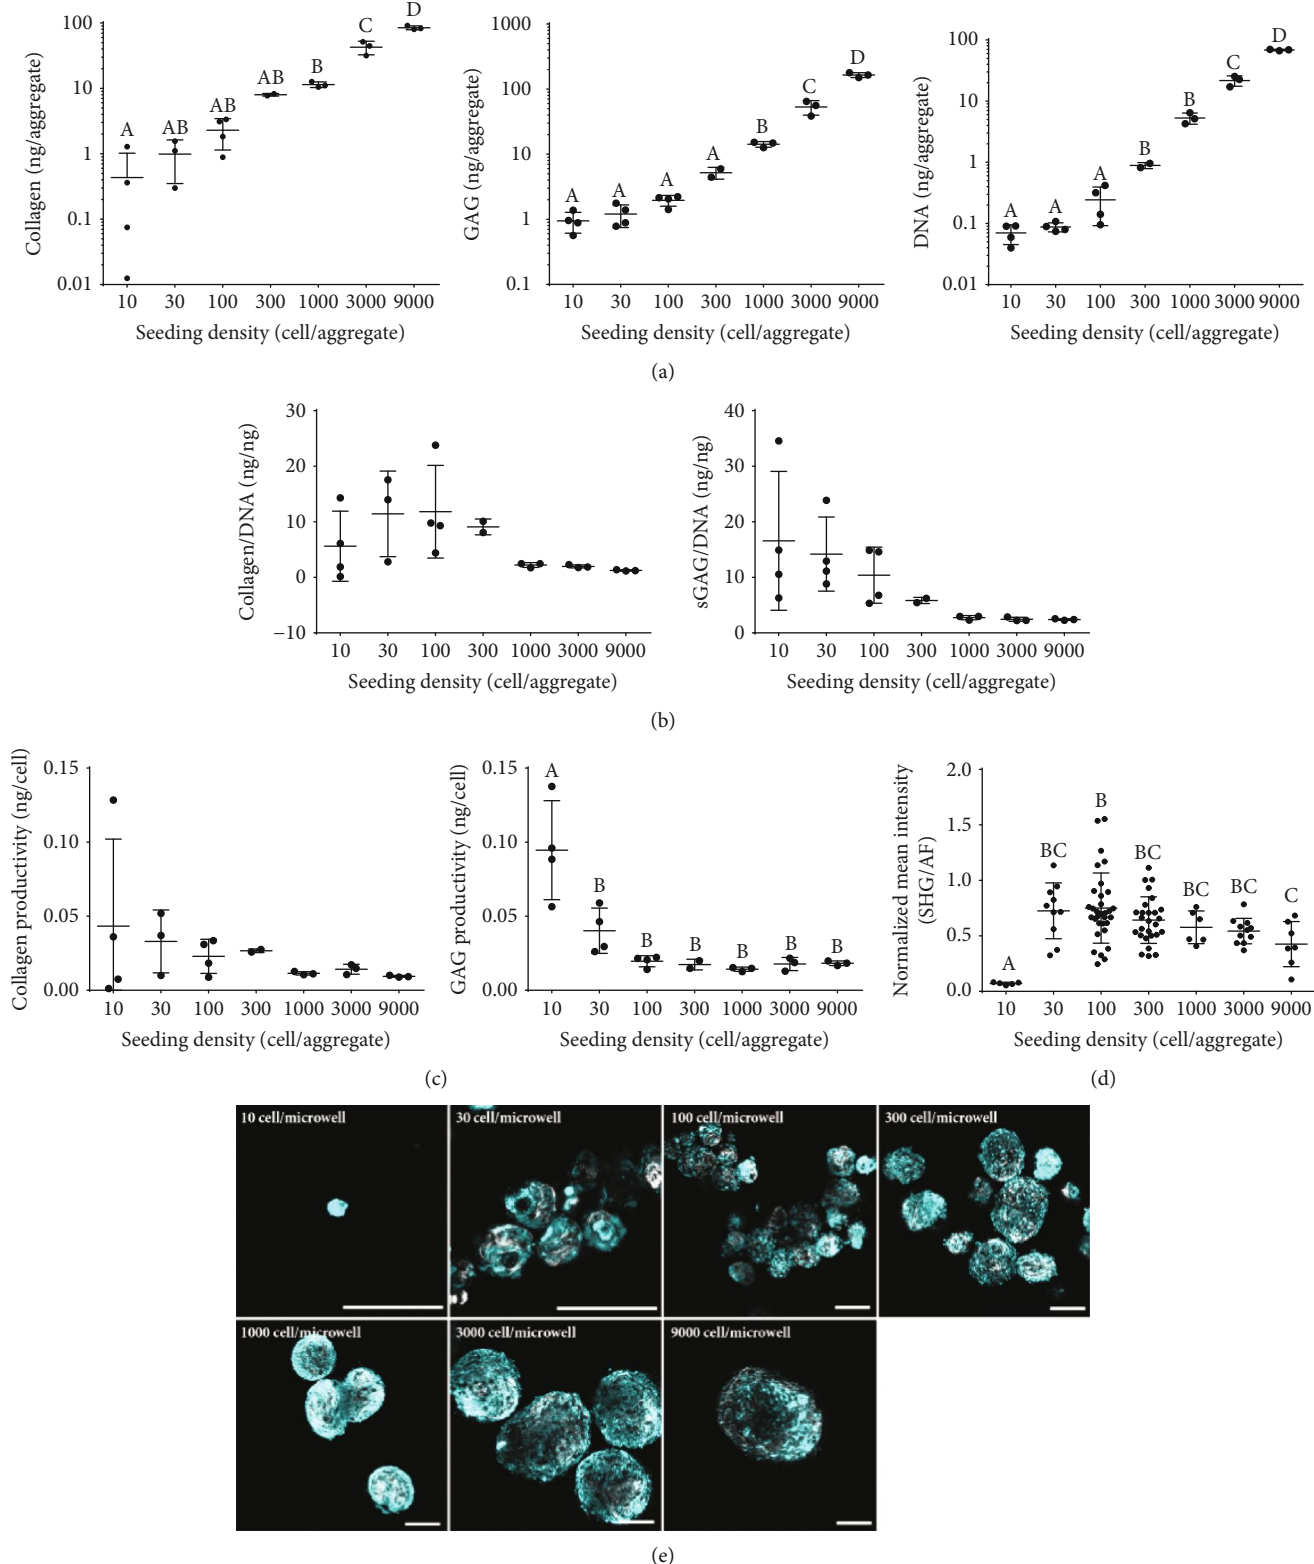 Collagen (ng/aggregate)
100
10
1
0.1
0.01
A
AB
AB
AB
B
C
D
10 30 100 300 1000 3000 9000
Seeding density (cell/aggregate)
GAG (ng/aggregate)
1000
100
10
1
0.1
A
A
A
A
B
C
D
10 30 100 300 1000 3000 9000
Seeding density (cell/aggregate)
DNA (ng/aggregate)
100
10
1
0.1
0.01
A
A
A
B
B
C
D
10 30 100 300 1000 3000 9000
Seeding density (cell/aggregate)
(a)
Collagen/DNA (ng/ng)
30
20
10
0
−10
10 30 100 300 1000 3000 9000
Seeding density (cell/aggregate)
sGAG/DNA (ng/ng)
40
30
20
10
0
10 30 100 300 1000 3000 9000
Seeding density (cell/aggregate)
(b)
Collagen productivity (ng/cell)
0.15
0.10
0.05
0.00
10 30 100 300 1000 3000 9000
Seeding density (cell/aggregate)
GAG productivity (ng/cell)
0.15
0.10
0.05
0.00
A
B
B
B
B
B
B
10 30 100 300 1000 3000 9000
Seeding density (cell/aggregate)
(c)
Normalized mean intensity
(SHG/AF)
2.0
1.5
1.0
0.5
0.0
A
BC
B
BC
BC
BC
C
10 30 100 300 1000 3000 9000
Seeding density (cell/aggregate)
(d)
10 cell/microwell
30 cell/microwell
100 cell/microwell
300 cell/microwell
1000 cell/microwell
3000 cell/microwell
9000 cell/microwell
(e)